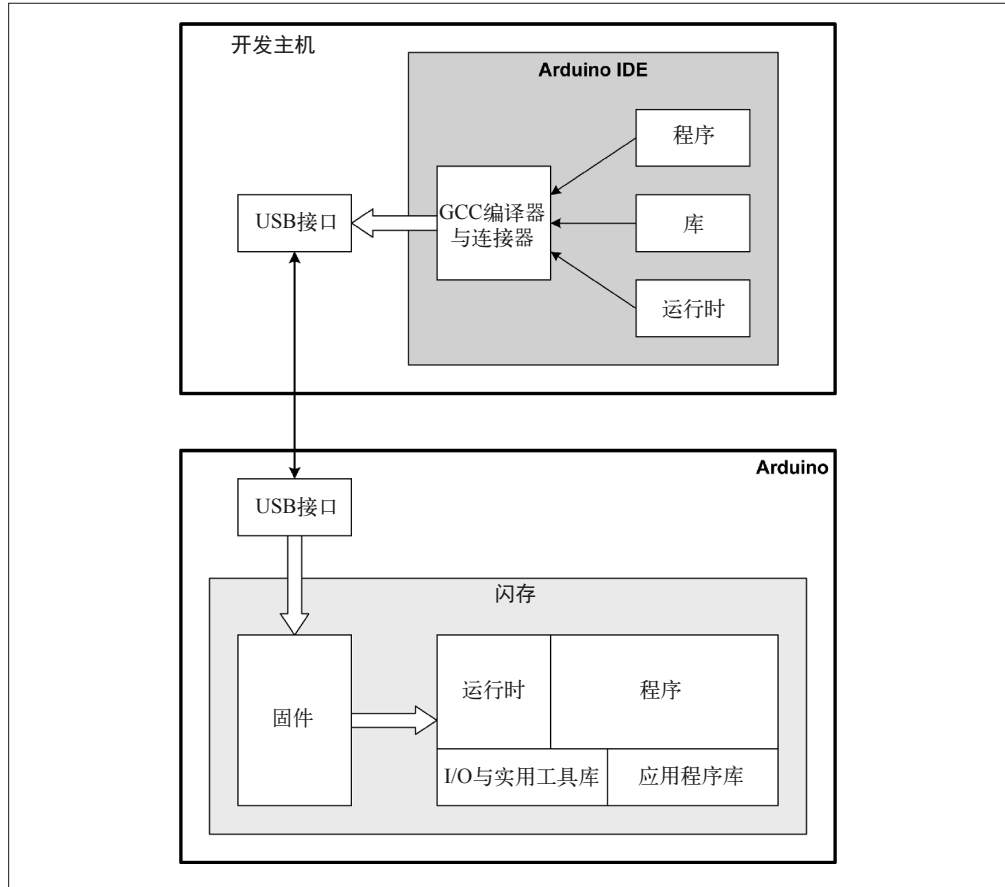 开发主机
Arduino IDE
程序
GCC编译器
与连接器
USB接口
库
运行时
Arduino
USB接口
闪存
固件
运行时
程序
I/O与实用工具库
应用程序库